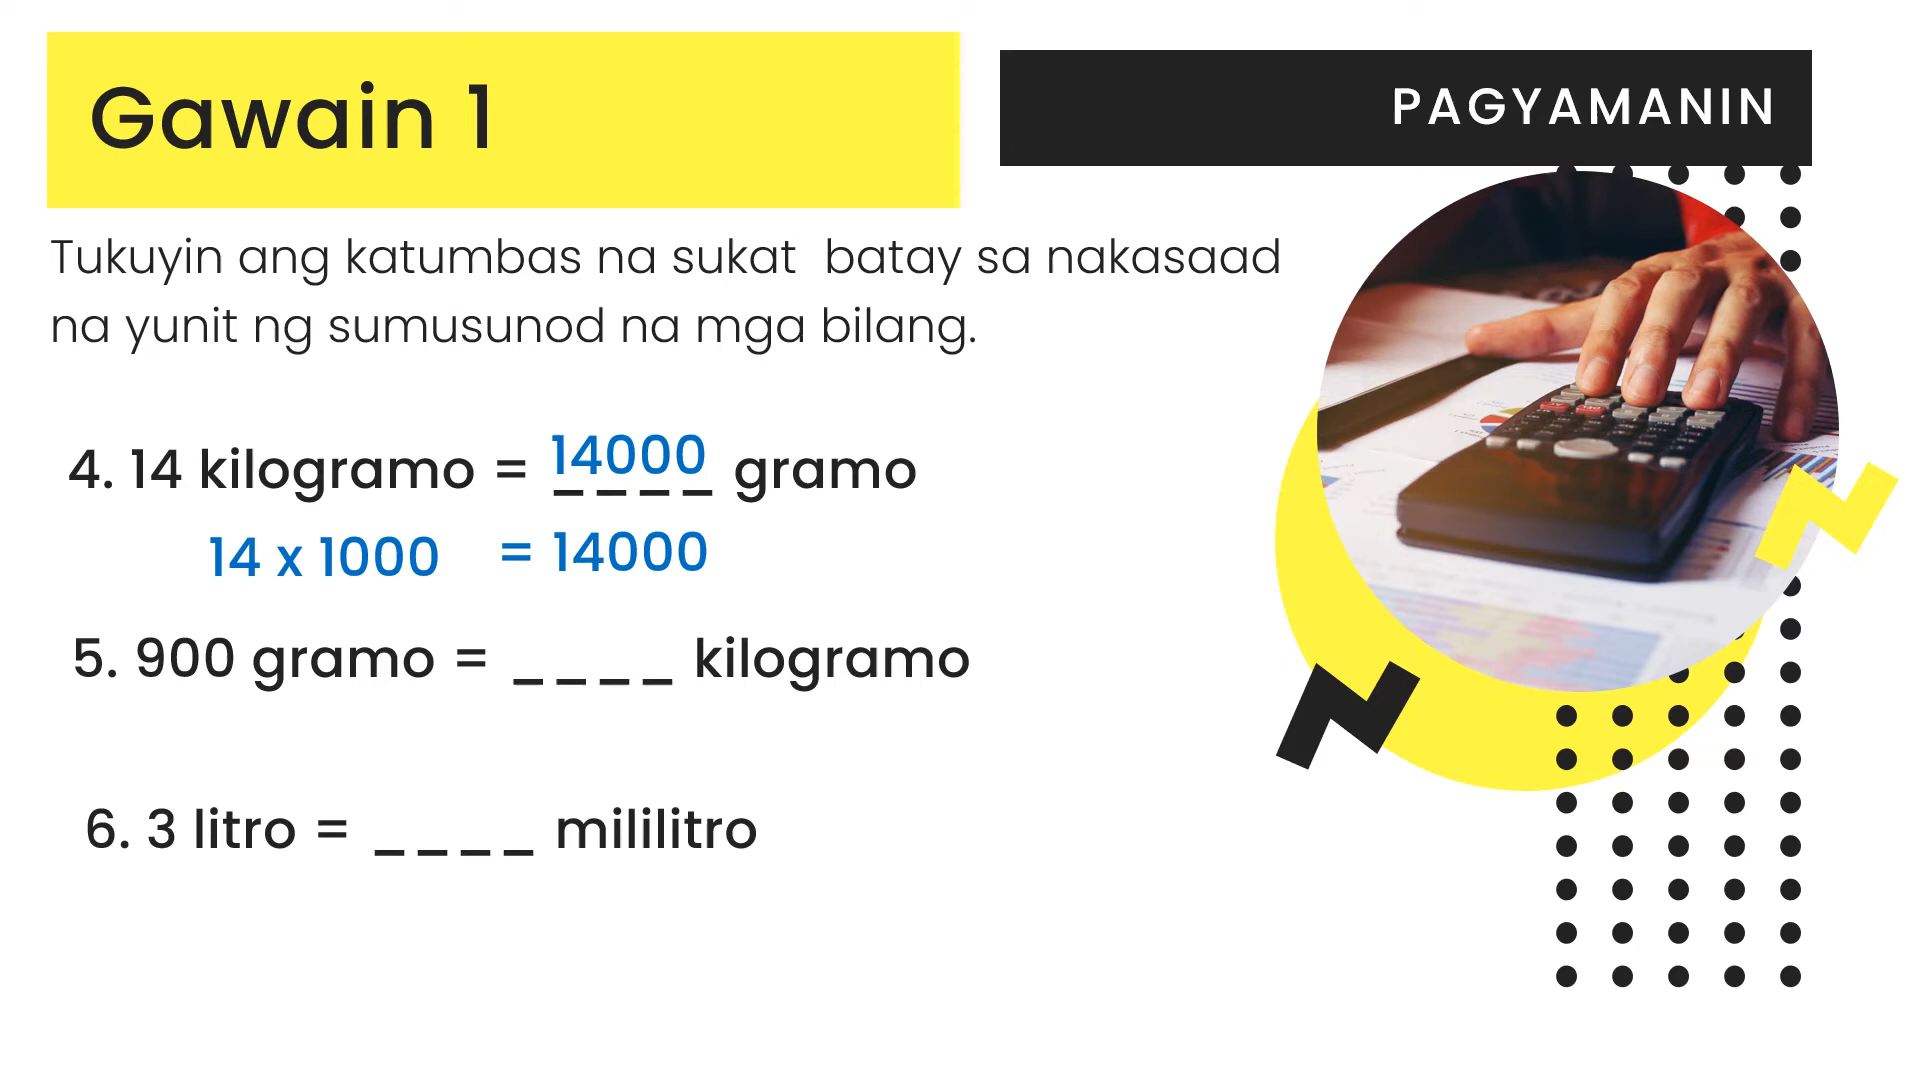 Gawain 1
PAGYAMANIN
Tukuyin ang katumbas na sukat  batay sa nakasaad
na yunit ng sumusunod na mga bilang.
4. 14 kilogramo = 14000 gramo
14 x 1000 = 14000
5. 900 gramo = _ _ _ _ kilogramo
6. 3 litro = _ _ _ _ mililitro